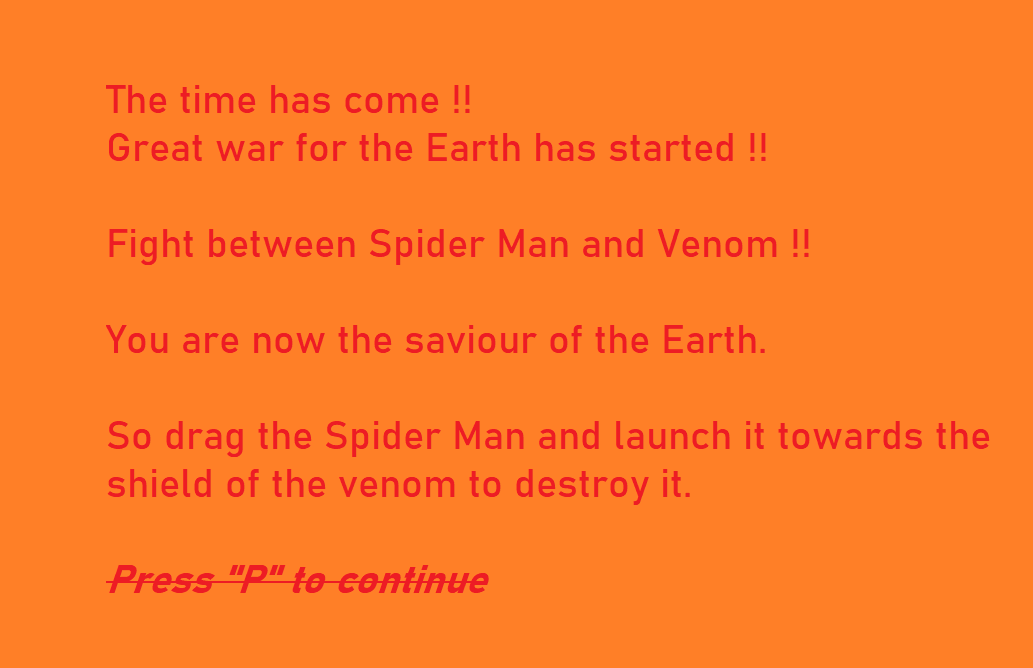 The time has come !!
Great war for the Earth has started !!
Fight between Spider Man and Venom !!
You are now the saviour of the Earth.
So drag the Spider Man and launch it towards the
shield of the venom to destroy it.
Press "P" to continue